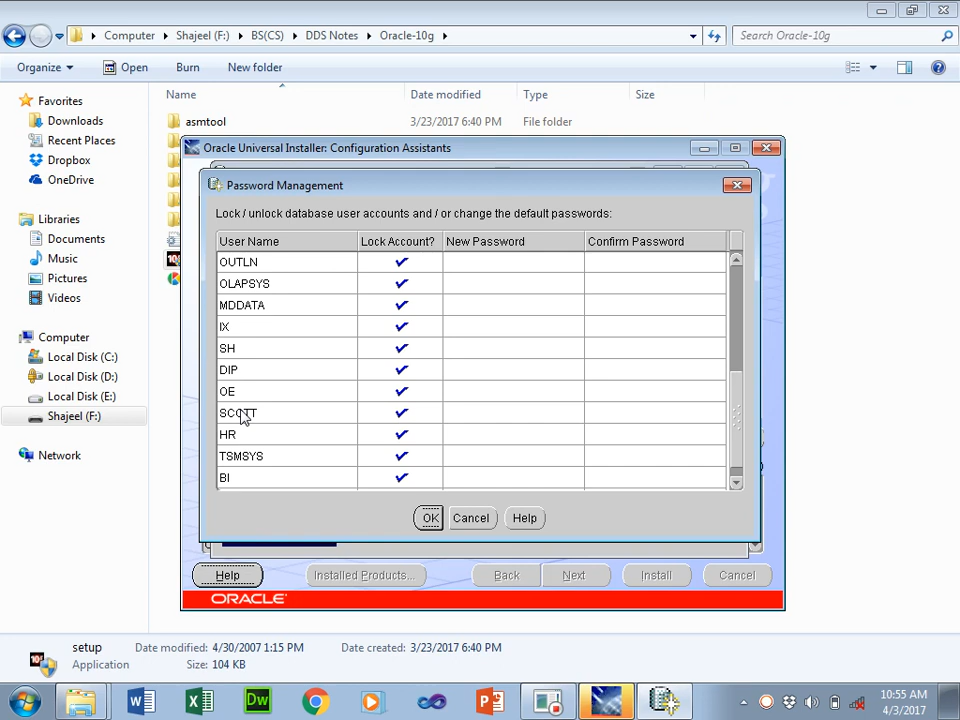 Computer Shajeel (F:) BS(CS) DDS Notes Oracle-10g
Search Oracle-10g
Organize Open Burn New folder
Favorites
Downloads
Recent Places
Dropbox
OneDrive
Libraries
Documents
Music
Pictures
Videos
Computer
Local Disk (C:)
Local Disk (D:)
Local Disk (E:)
Shajeel (F:)
Network
Name Date modified Type Size
asmtool 3/23/2017 6:40 PM File folder
Oracle Universal Installer: Configuration Assistants
Password Management
Lock / unlock database user accounts and / or change the default passwords:
User Name Lock Account? New Password Confirm Password
OUTLN
OLAPSYS
MDDATA
IX
SH
DIP
OE
SCOTT
HR
TSMSYS
BI
OK Cancel Help
Help Installed Products... Back Next Install Cancel
ORACLE
setup Date modified: 4/30/2007 1:15 PM Date created: 3/23/2017 6:40 PM
Application Size: 104 KB
10:55 AM
4/3/2017